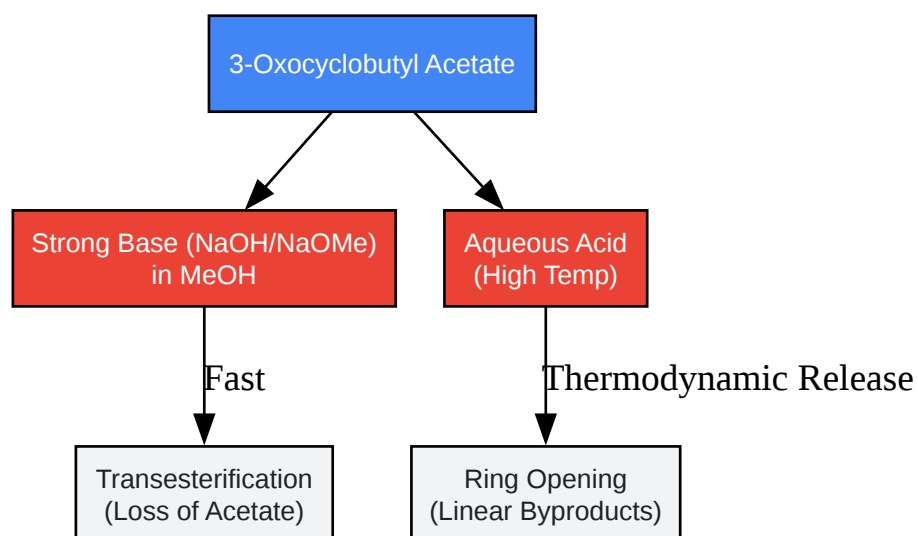 3-Oxocyclobutyl Acetate
Strong Base (NaOH/NaOMe)
in MeOH
Aqueous Acid
(High Temp)
Fast
Thermodynamic Release
Transesterification
(Loss of Acetate)
Ring Opening
(Linear Byproducts)